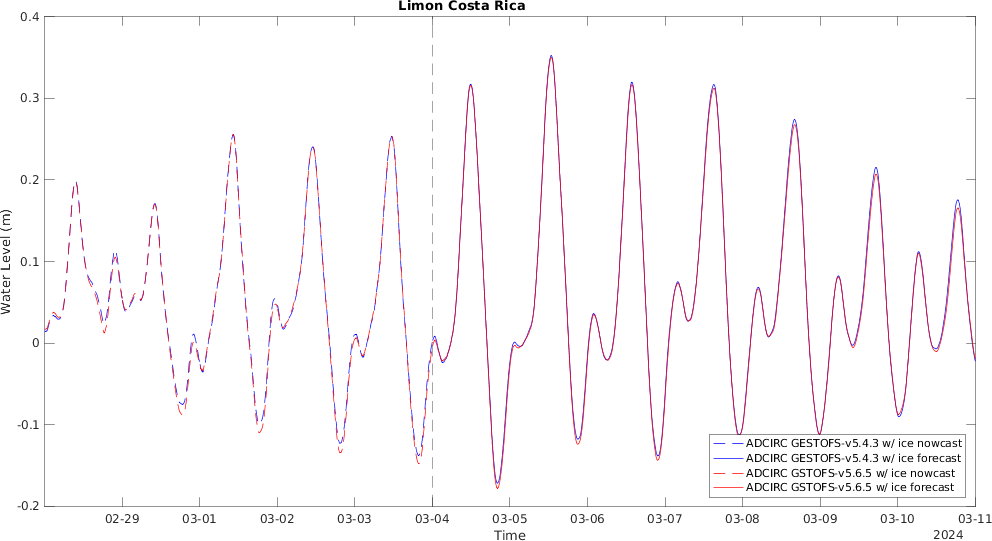 Limon Costa Rica
0.4
0.3
0.2
0.1
0
-0.1
-0.2
Water Level (m)
ADCIRC GESTOFS-v5.4.3 w/ ice nowcast
ADCIRC GESTOFS-v5.4.3 w/ ice forecast
ADCIRC GSTOFS-v5.6.5 w/ ice nowcast
ADCIRC GSTOFS-v5.6.5 w/ ice forecast
02-29 03-01 03-02 03-03 03-04 03-05 03-06 03-07 03-08 03-09 03-10 03-11
Time
2024